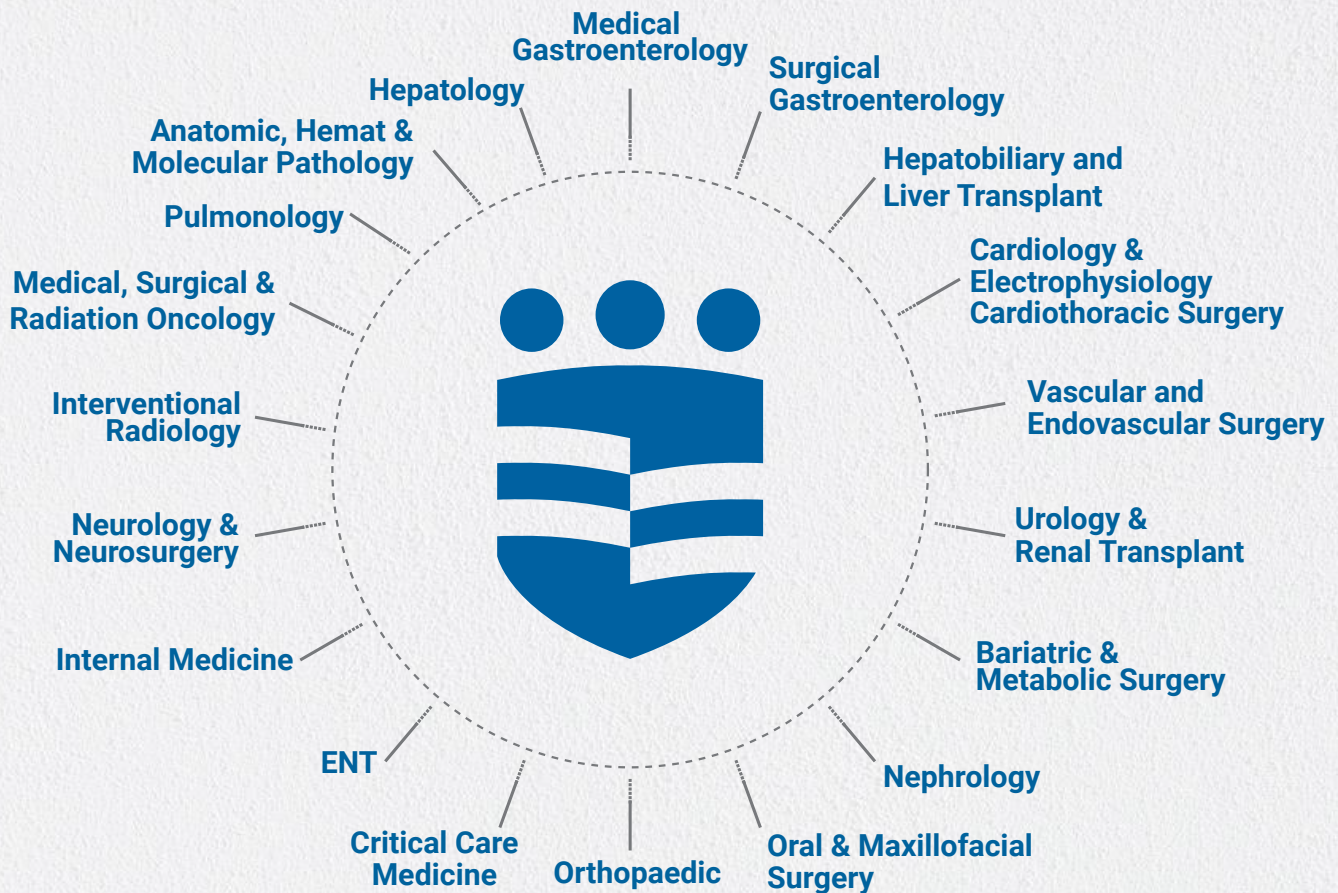 Medical
Gastroenterology
Surgical
Gastroenterology
Hepatobiliary and
Liver Transplant
Cardiology &
Electrophysiology
Cardiothoracic Surgery
Vascular and
Endovascular Surgery
Urology &
Renal Transplant
Bariatric &
Metabolic Surgery
Nephrology
Oral & Maxillofacial
Surgery
Orthopaedic
Critical Care
Medicine
ENT
Internal Medicine
Neurology &
Neurosurgery
Interventional
Radiology
Medical, Surgical &
Radiation Oncology
Pulmonology
Anatomic, Hemat &
Molecular Pathology
Hepatology